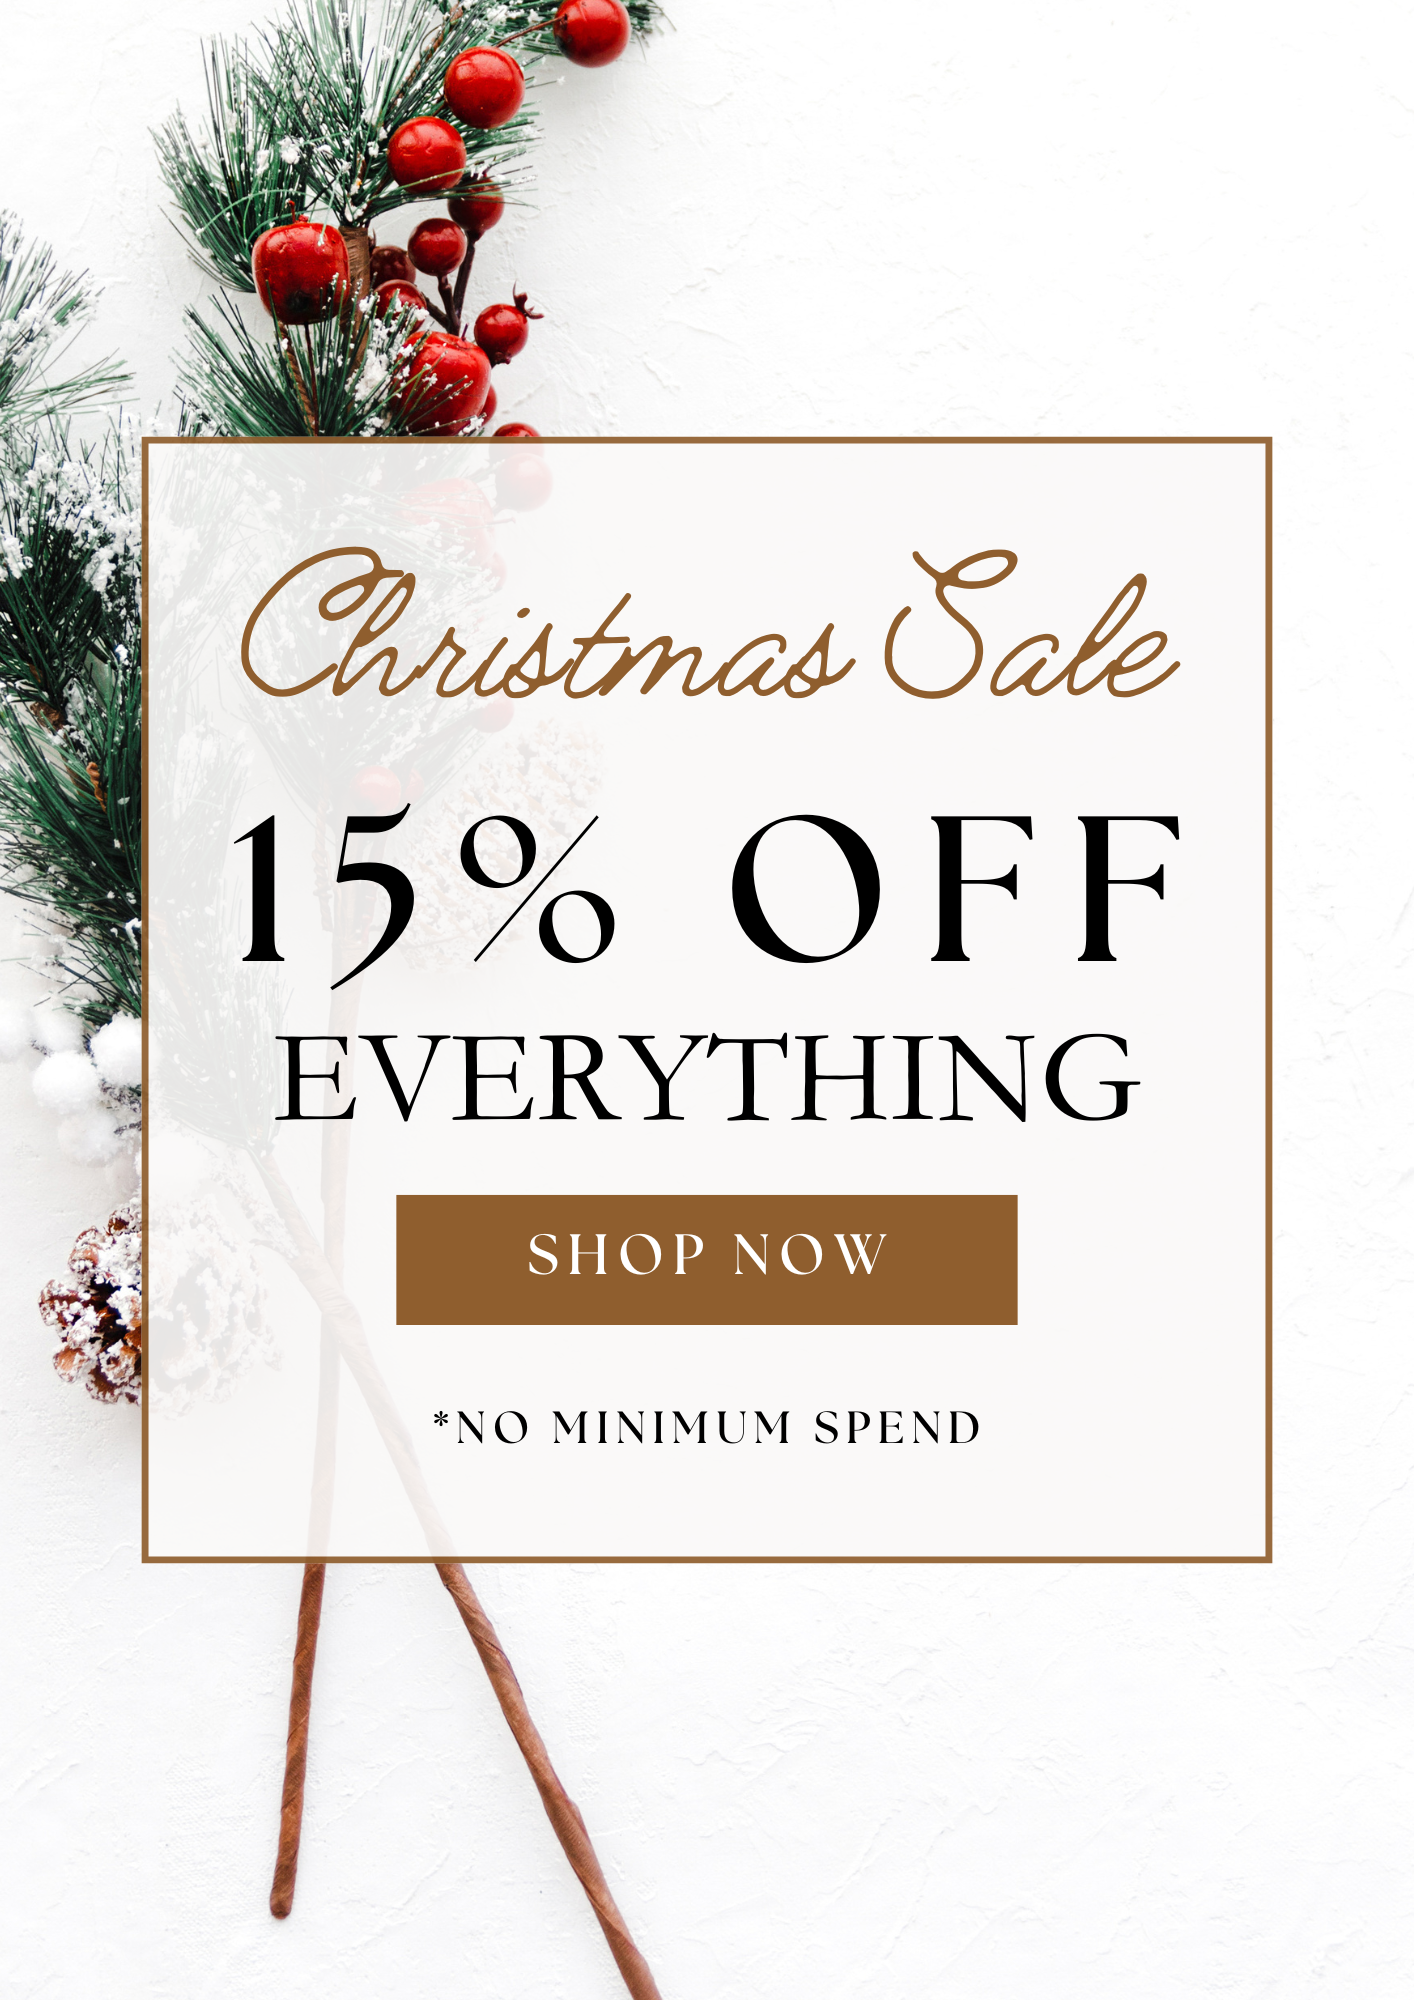 Christmas Sale
15% OFF
EVERYTHING
SHOP NOW
*NO MINIMUM SPEND